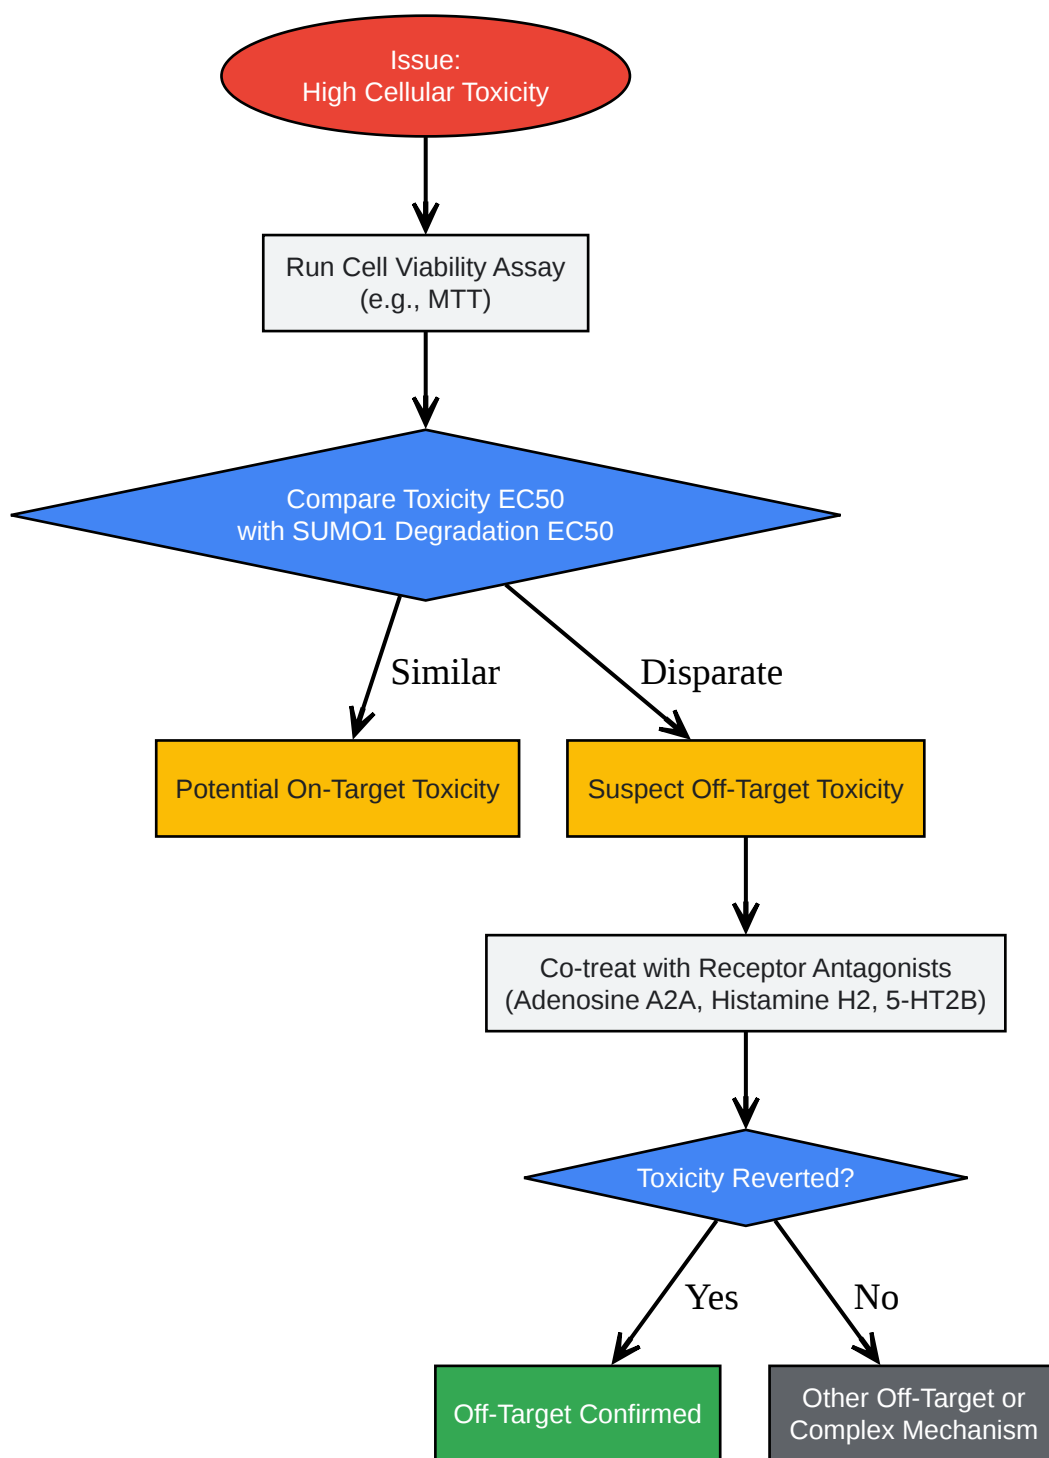 Issue:
High Cellular Toxicity
Run Cell Viability Assay
(e.g., MTT)
Compare Toxicity EC50
with SUMO1 Degradation EC50
Similar
Disparate
Potential On-Target Toxicity
Suspect Off-Target Toxicity
Co-treat with Receptor Antagonists
(Adenosine A2A, Histamine H2, 5-HT2B)
Toxicity Reverted?
Yes
No
Off-Target Confirmed
Other Off-Target or
Complex Mechanism